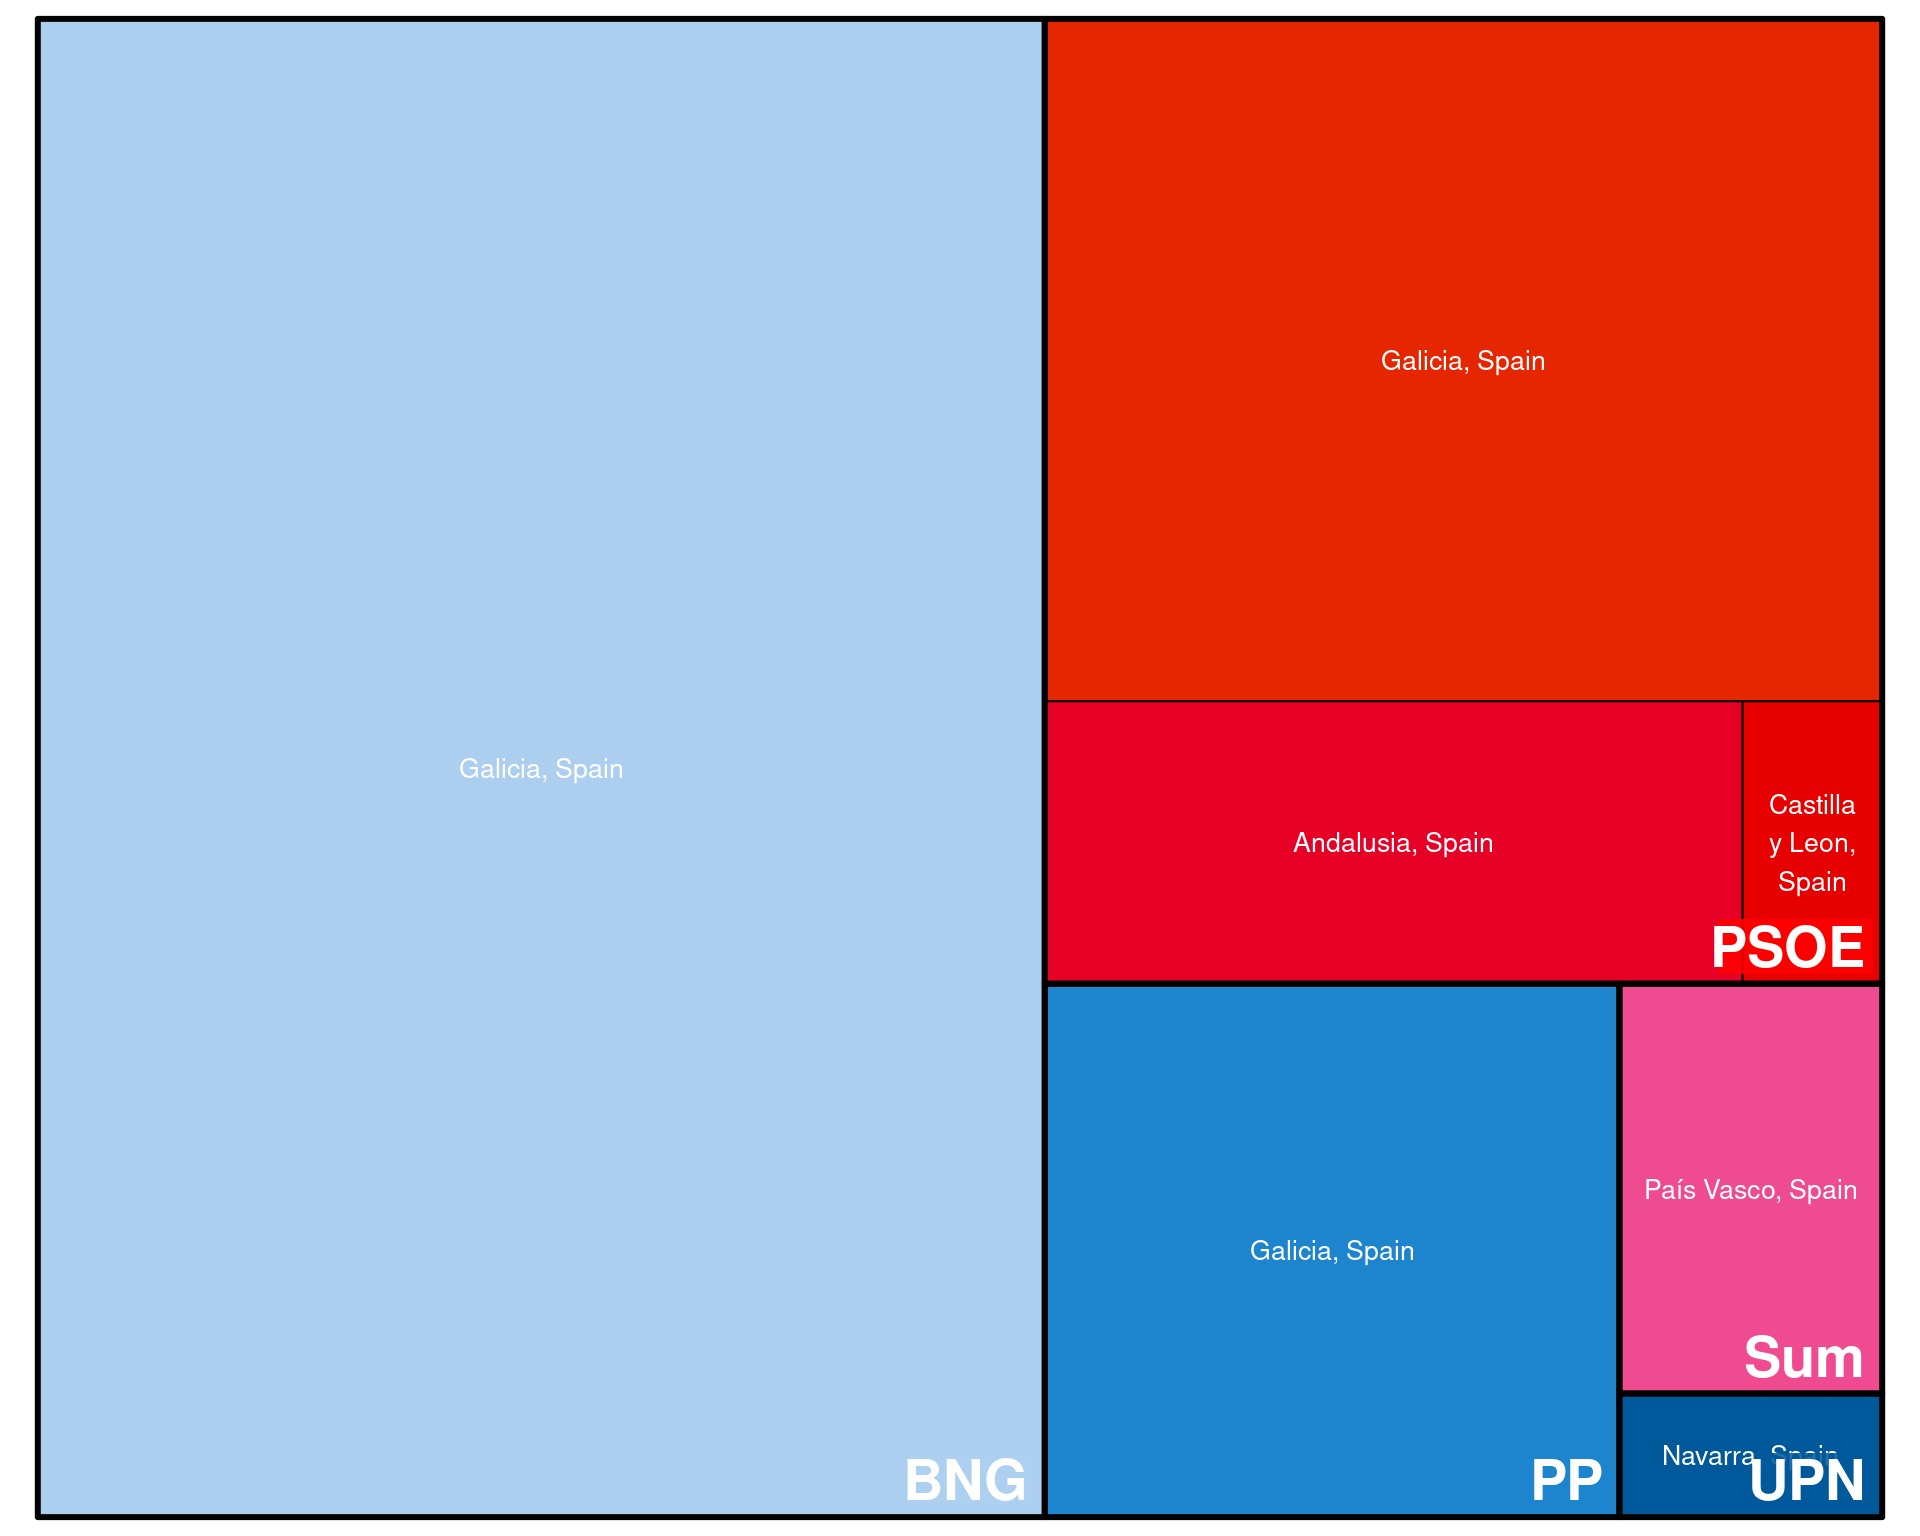 Galicia, Spain
BNG
Galicia, Spain
Andalusia, Spain
Castilla
y Leon,
Spain
PSOE
Galicia, Spain
PP
País Vasco, Spain
Sum
Navarra, Spain
UPN